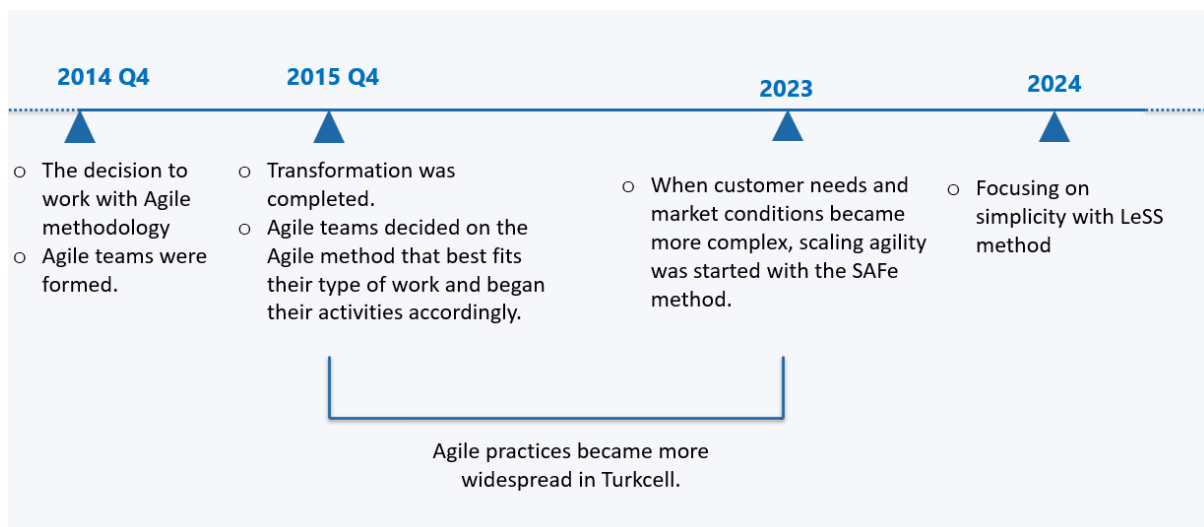 2014 Q4
2015 Q4
2023
2024
○ The decision to
work with Agile
methodology
○ Agile teams were
formed.
○ Transformation was
completed.
○ Agile teams decided on the
Agile method that best fits
their type of work and began
their activities accordingly.
○ When customer needs and
market conditions became
more complex, scaling agility
was started with the SAFe
method.
○ Focusing on
simplicity with LeSS
method
Agile practices became more
widespread in Turkcell.